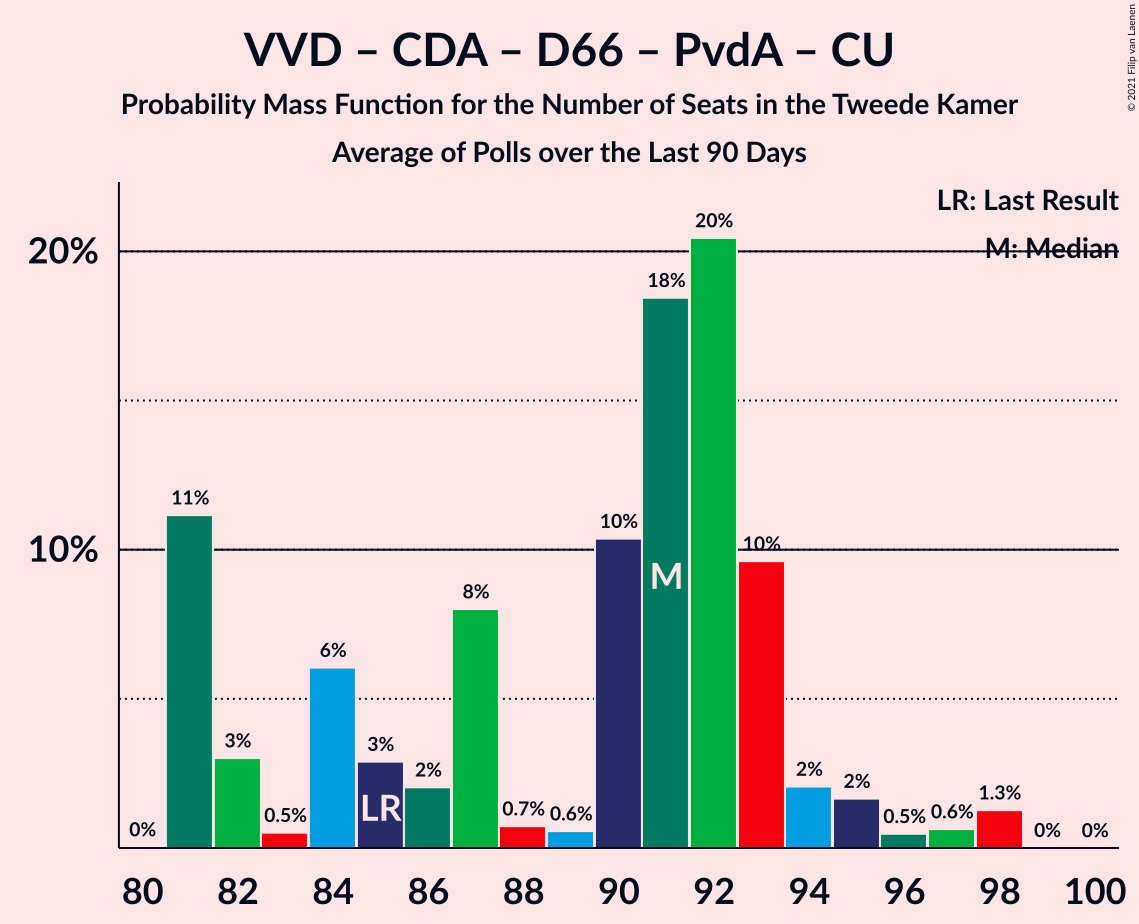 VVD – CDA – D66 – PvdA – CU
Probability Mass Function for the Number of Seats in the Tweede Kamer
Average of Polls over the Last 90 Days
© 2021 Filip van Laenen
LR: Last Result
M: Median
20%
10%
0%
11%
3%
0.5%
6%
3%
2%
8%
0.7%
0.6%
10%
18%
20%
10%
2%
2%
0.5%
0.6%
1.3%
0%
0%
LR
M
80 82 84 86 88 90 92 94 96 98 100